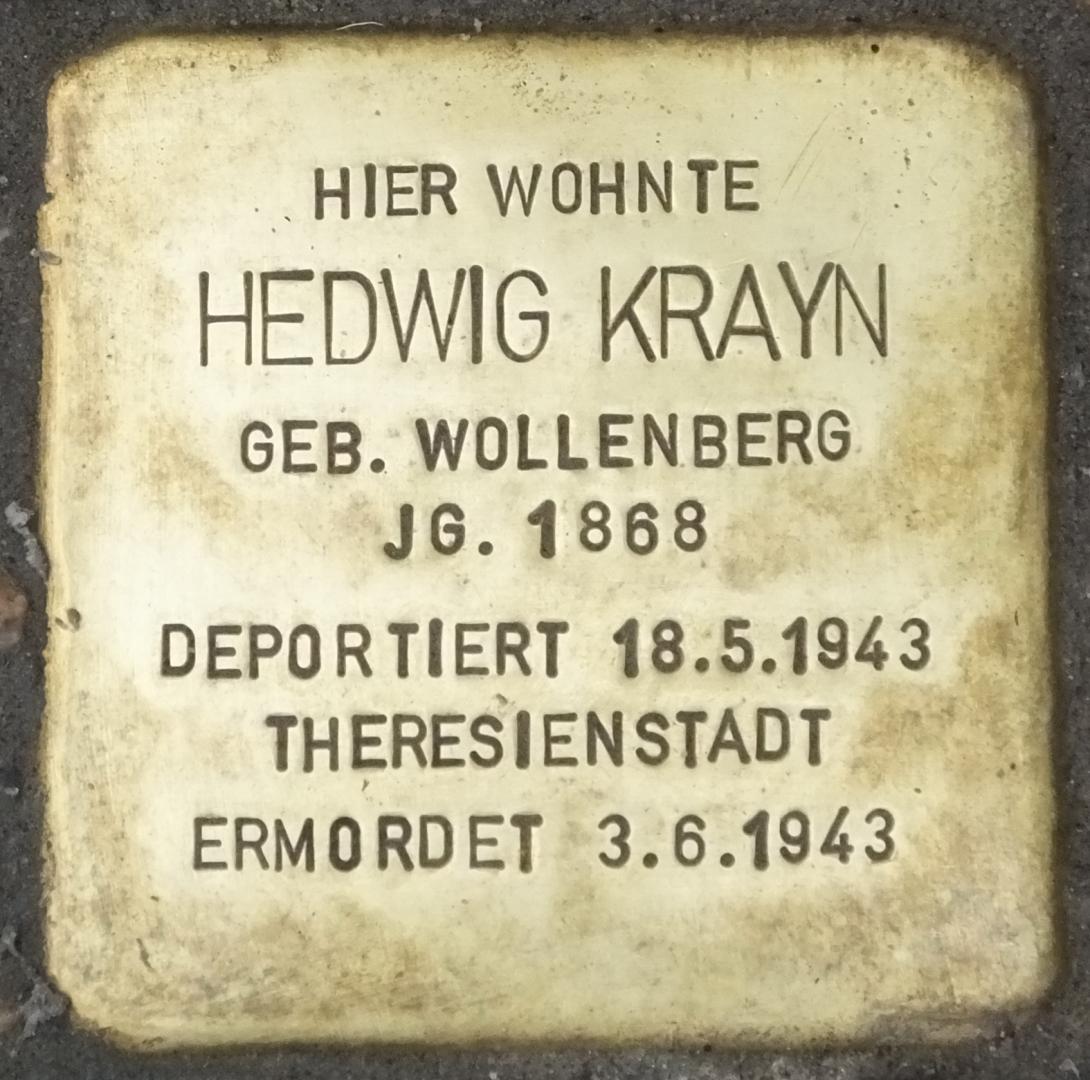 HIER WOHNTE
HEDWIG KRAYN
GEB. WOLLENBERG
JG. 1868
DEPORTIERT 18.5.1943
THERESIENSTADT
ERMORDET 3.6.1943